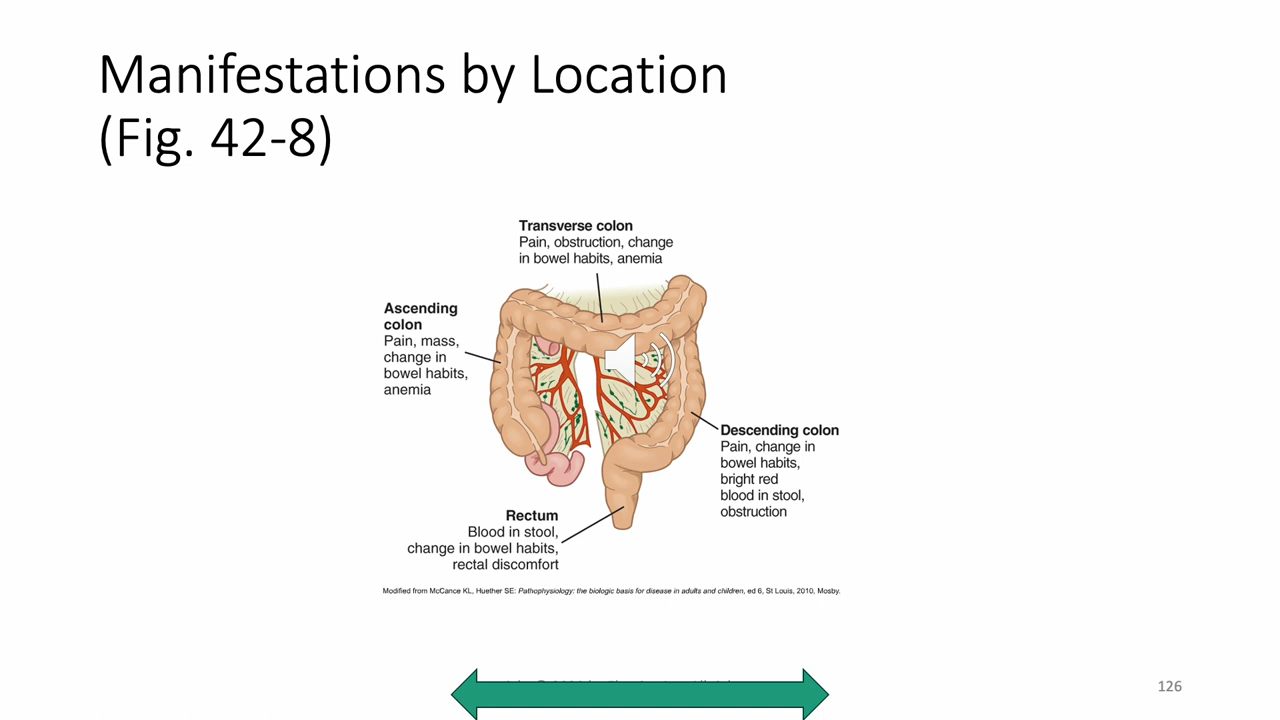 Manifestations by Location
(Fig. 42-8)
Transverse colon
Pain, obstruction, change
in bowel habits, anemia
Ascending
colon
Pain, mass,
change in
bowel habits,
anemia
Descending colon
Pain, change in
bowel habits,
bright red
blood in stool,
obstruction
Rectum
Blood in stool,
change in bowel habits,
rectal discomfort
Modified from McCance KL, Huether SE: Pathophysiology: the biologic basis for disease in adults and children, ed 6, St Louis, 2010, Mosby.
126